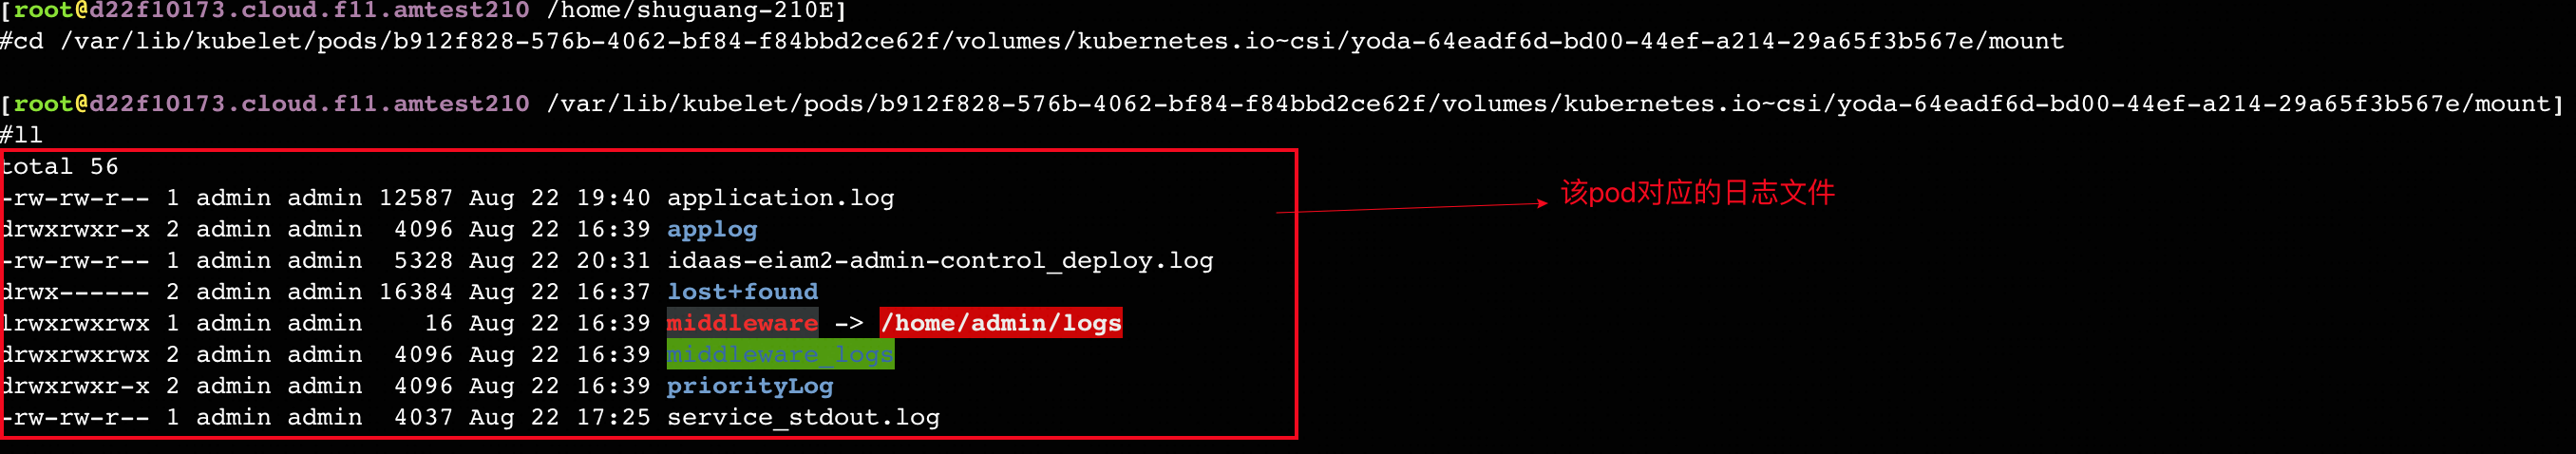 [root@d22f10173.cloud.f11.amtest210 /home/shuguang-210E]
#cd /var/lib/kubelet/pods/b912f828-576b-4062-bf84-f84bbd2ce62f/volumes/kubernetes.io~csi/yoda-64eadf6d-bd00-44ef-a214-29a65f3b567e/mount
[root@d22f10173.cloud.f11.amtest210 /var/lib/kubelet/pods/b912f828-576b-4062-bf84-f84bbd2ce62f/volumes/kubernetes.io~csi/yoda-64eadf6d-bd00-44ef-a214-29a65f3b567e/mount]
#ll
total 56
-rw-rw-r-- 1 admin admin 12587 Aug 22 19:40 application.log
该pod对应的日志文件
drwxrwxr-x 2 admin admin  4096 Aug 22 16:39 applog
-rw-rw-r-- 1 admin admin  5328 Aug 22 20:31 idaas-eiam2-admin-control_deploy.log
drwx------ 2 admin admin 16384 Aug 22 16:37 lost+found
lrwxrwxrwx 1 admin admin    16 Aug 22 16:39 middleware -> /home/admin/logs
drwxrwxrwx 2 admin admin  4096 Aug 22 16:39 middleware_logs
drwxrwxr-x 2 admin admin  4096 Aug 22 16:39 priorityLog
-rw-rw-r-- 1 admin admin  4037 Aug 22 17:25 service_stdout.log